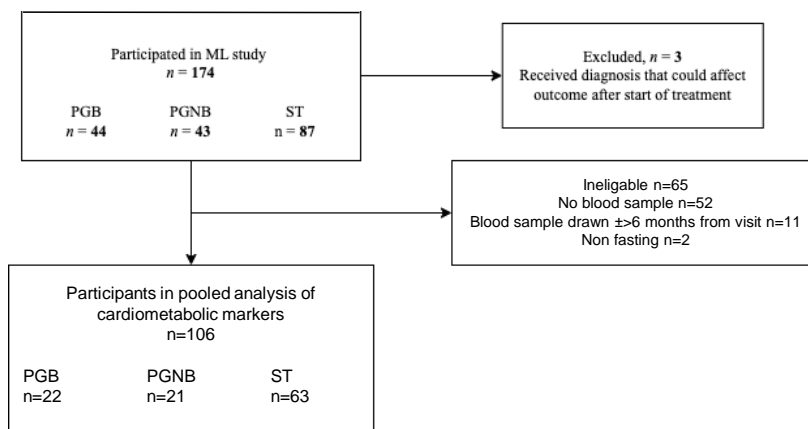 Participated in ML study
n = 174
PGB PGNB ST
n = 44 n = 43 n = 87
Excluded, n = 3
Received diagnosis that could affect
outcome after start of treatment
Ineligable n=65
No blood sample n=52
Blood sample drawn ±>6 months from visit n=11
Non fasting n=2
Participants in pooled analysis of
cardiometabolic markers
n=106
PGB PGNB ST
n=22 n=21 n=63